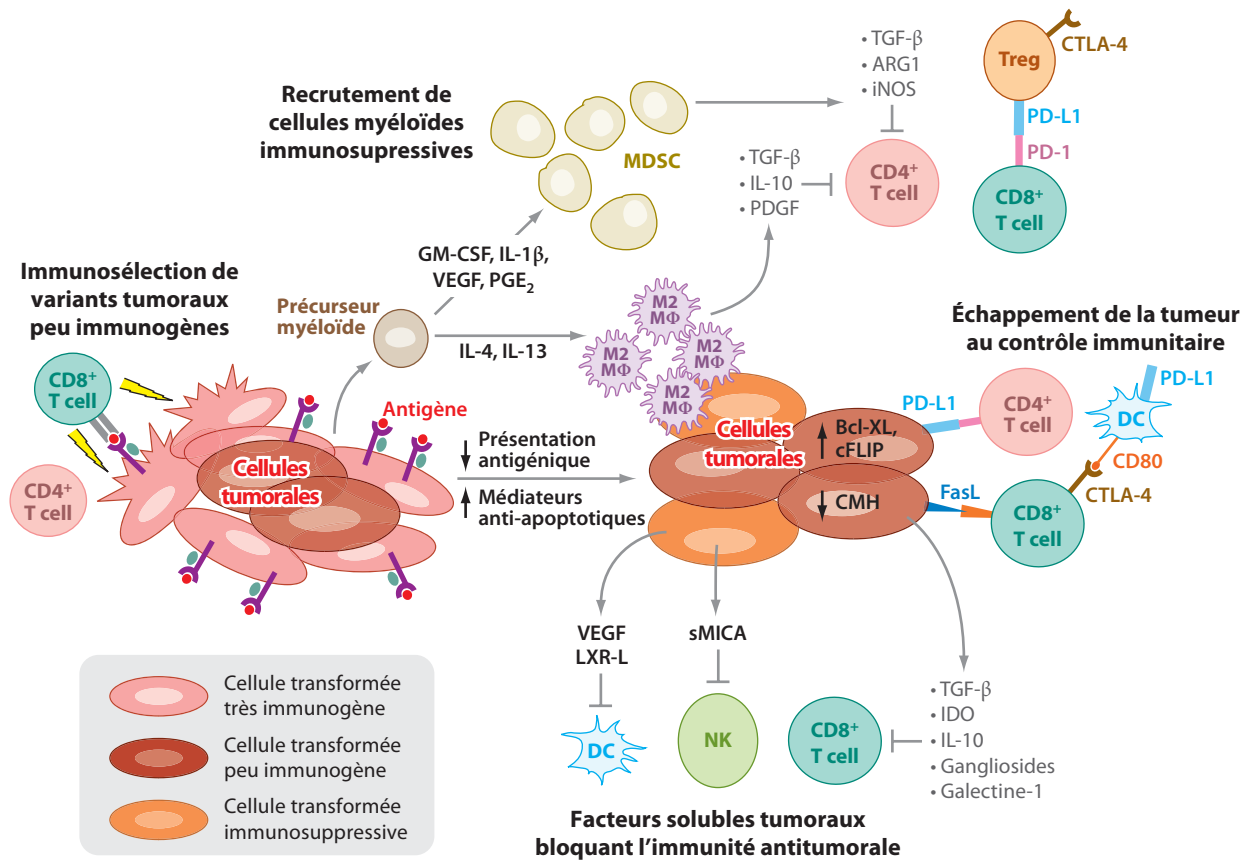 Recrutement de
cellules myéloïdes
immunosupressives
MDSC
• TGF-β
• ARG1
• iNOS
CTLA-4
Treg
PD-L1
PD-1
CD8+
T cell
• TGF-β
• IL-10
• PDGF
CD4+
T cell
GM-CSF, IL-1β,
VEGF, PGE2
Immunosélection de
variants tumoraux
peu immunogènes
Précurseur
myéloïde
IL-4, IL-13
M2
MΦ
M2
MΦ
M2
MΦ
M2
MΦ
Échappement de la tumeur
au contrôle immunitaire
CD8+
T cell
Antigène
CD4+
T cell
Cellules
tumorales
Présentation
antigénique
Médiateurs
anti-apoptotiques
Cellules
tumorales
Bcl-XL,
cFLIP
CMH
PD-L1
CD4+
T cell
PD-L1
DC
CD80
CTLA-4
FasL
CD8+
T cell
VEGF
LXR-L
DC
sMICA
NK
CD8+
T cell
• TGF-β
• IDO
• IL-10
• Gangliosides
• Galectine-1
Cellule transformée
très immunogène
Cellule transformée
peu immunogène
Cellule transformée
immunosuppressive
Facteurs solubles tumoraux
bloquant l'immunité antitumorale